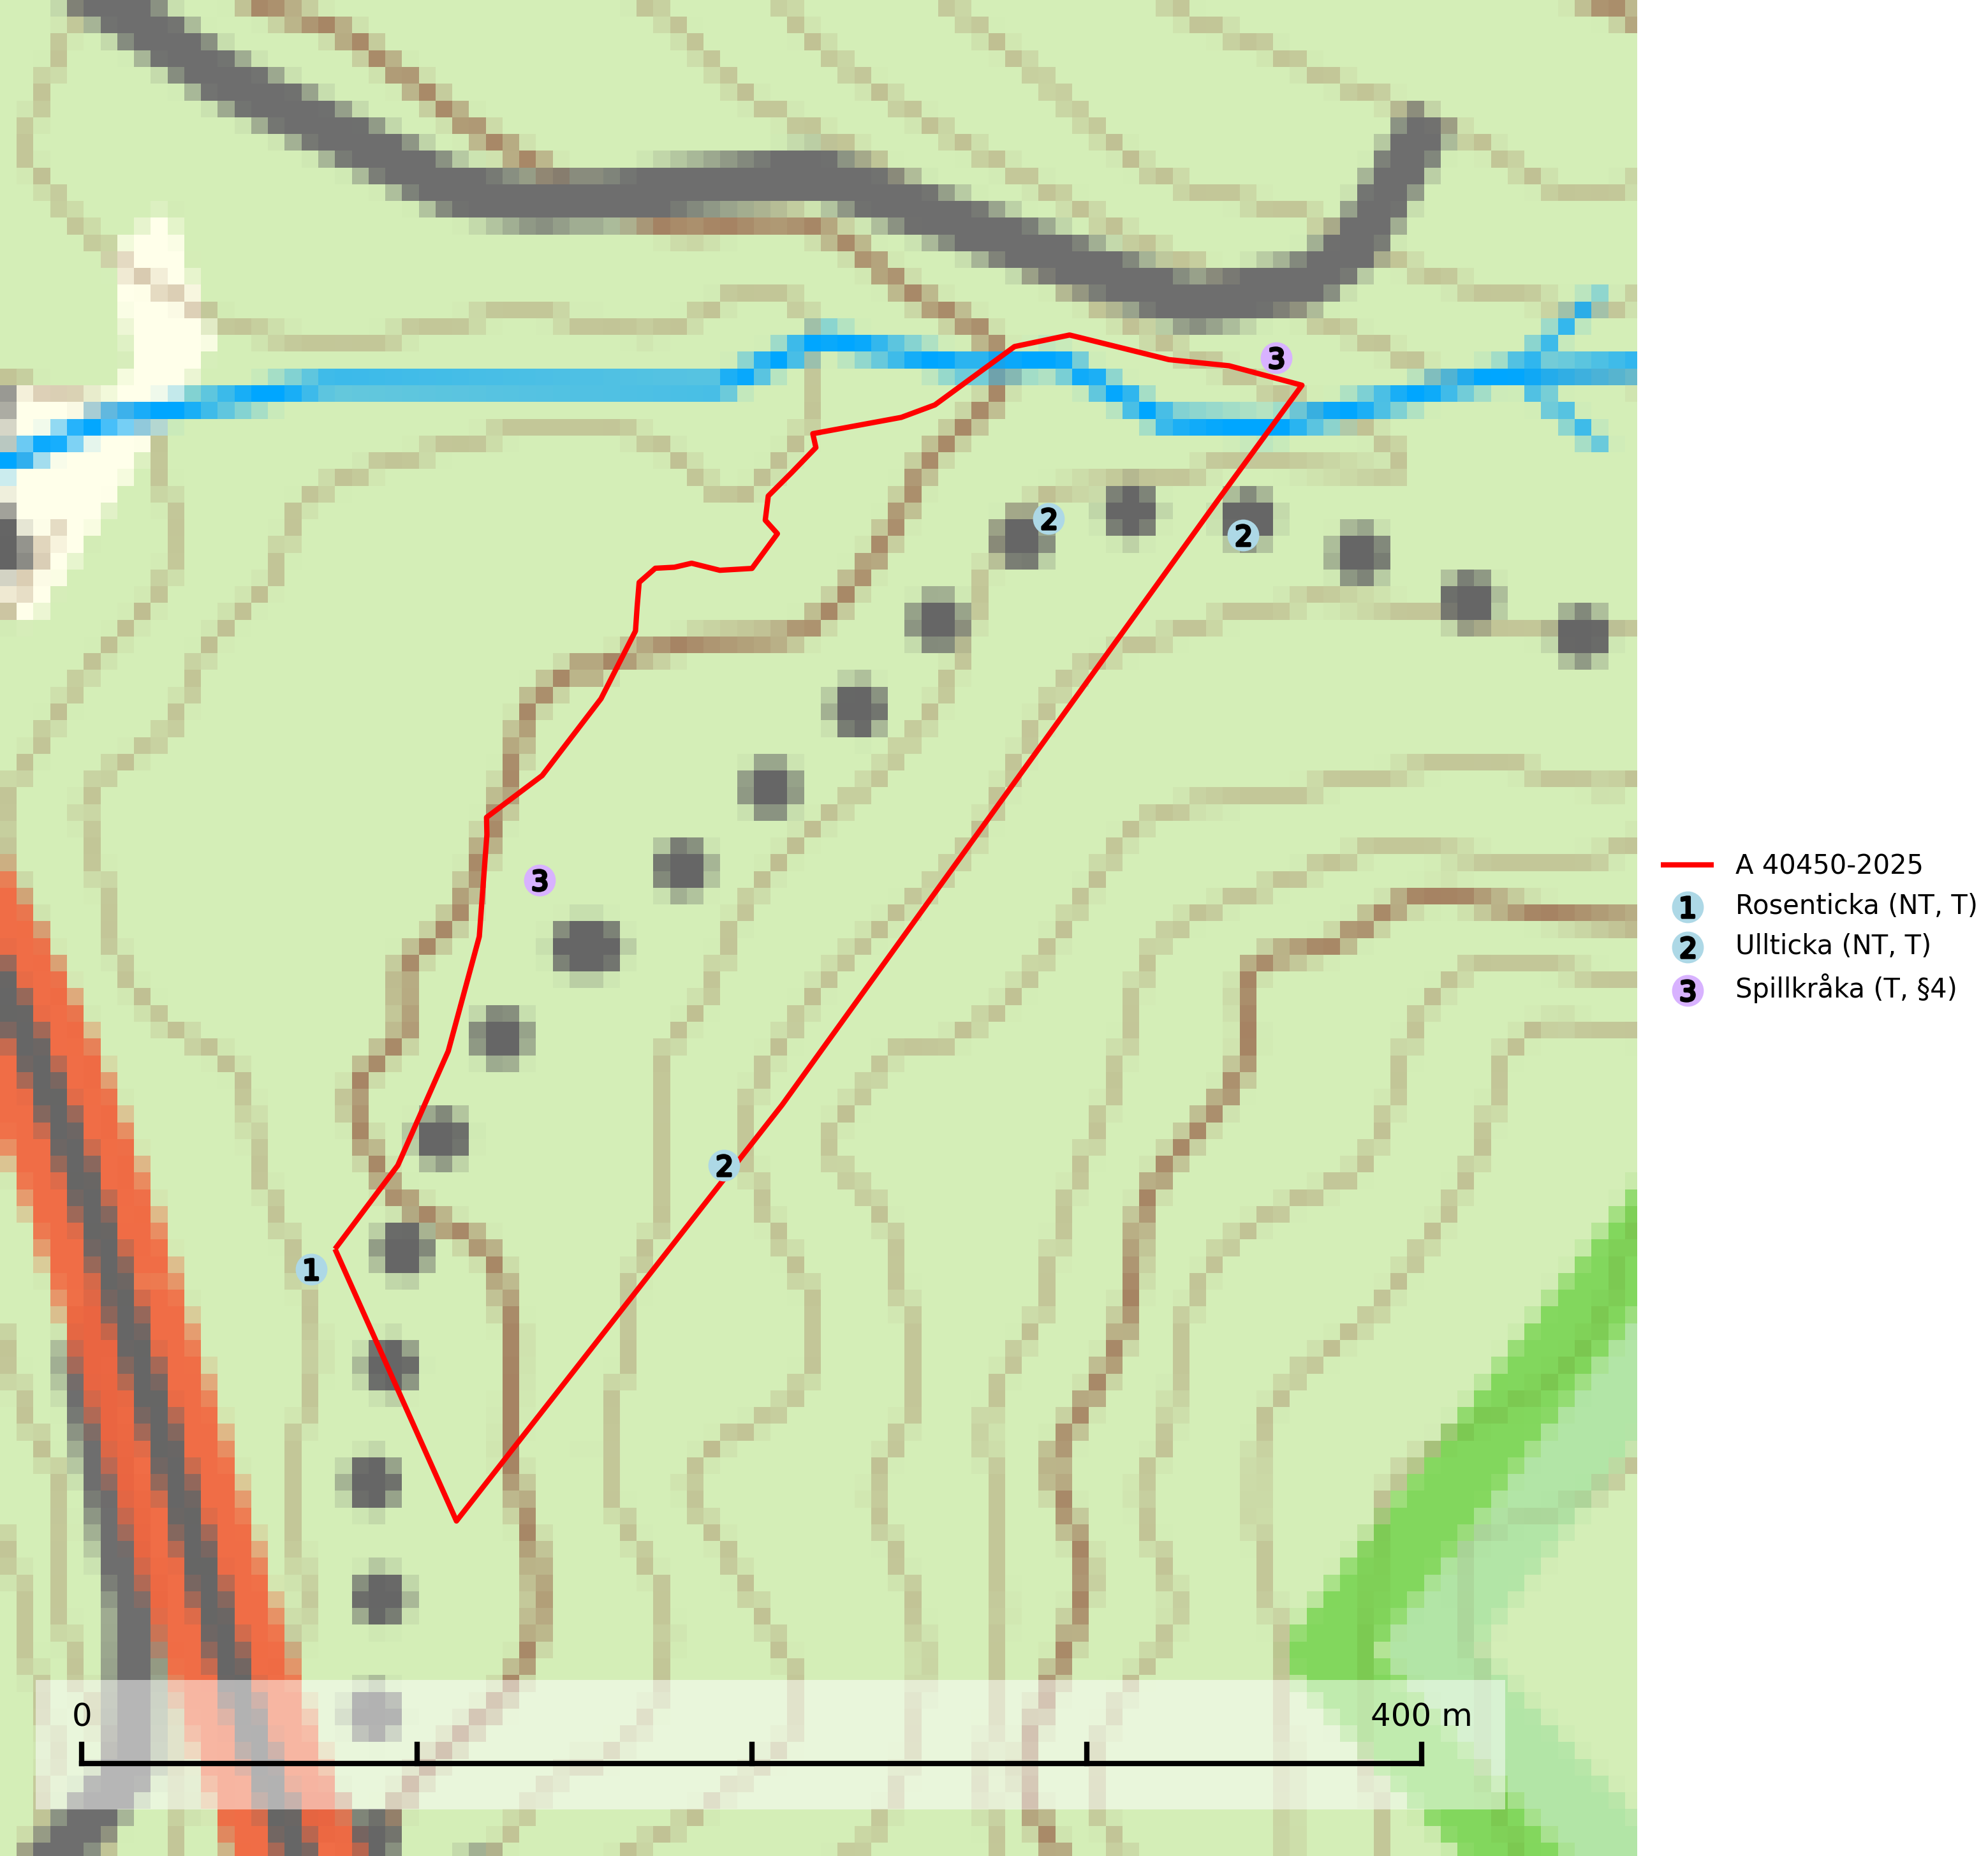 3
2
2
3
2
1
0
400 m
A 40450-2025
1 Rosenticka (NT, T)
2 Ullticka (NT, T)
3 Spillkråka (T, §4)